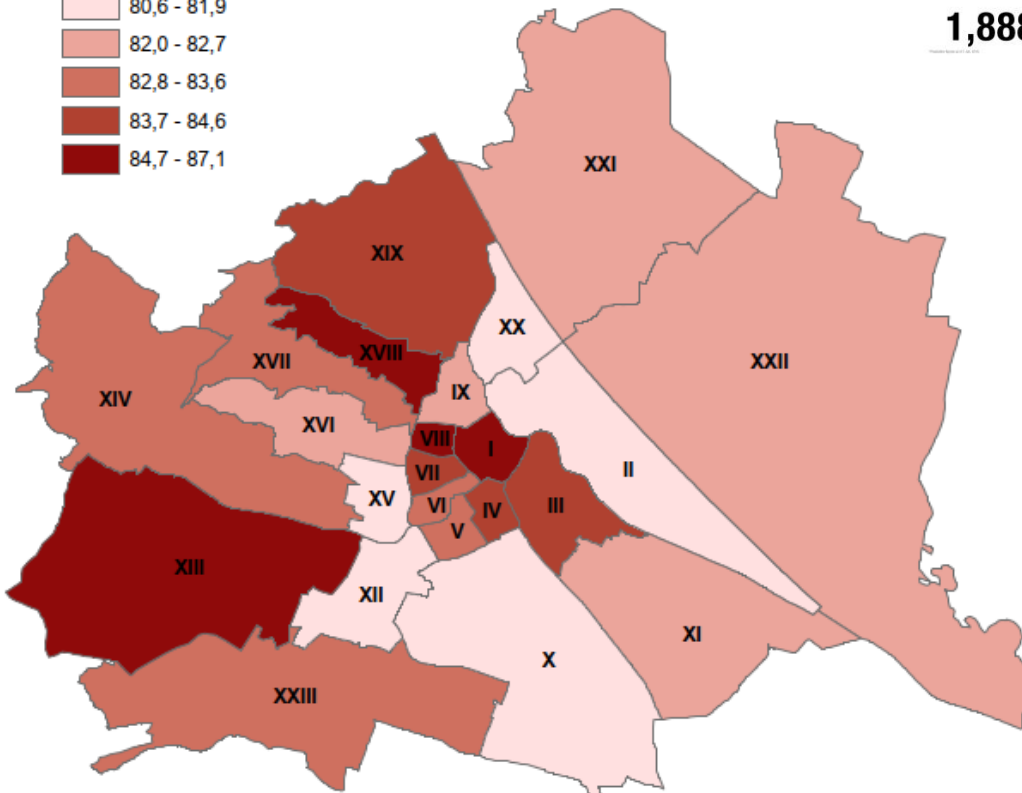 80,6 - 81,9
1,888
82,0 - 82,7
82,8 - 83,6
83,7 - 84,6
84,7 - 87,1
XXI
XIX
XX
XVIII
XVII
XXII
IX
XIV
XVI
VIII
I
VII
II
XV
VI
IV
III
V
XIII
XII
XI
X
XXIII